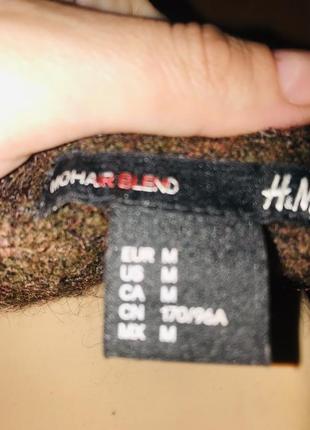 MOHAIR BLEND H&M
EUR M
US M
CA M
CN 170/96A
MX M